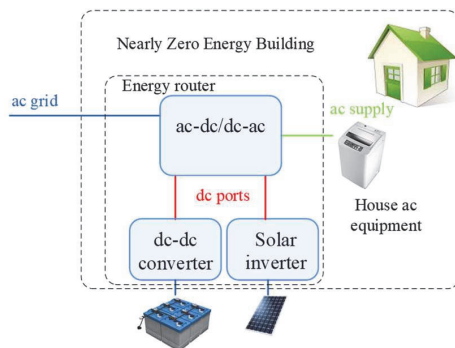 Nearly Zero Energy Building
Energy router
ac grid
ac-dc/dc-ac
ac supply
dc ports
House ac
equipment
dc-dc
converter
Solar
inverter